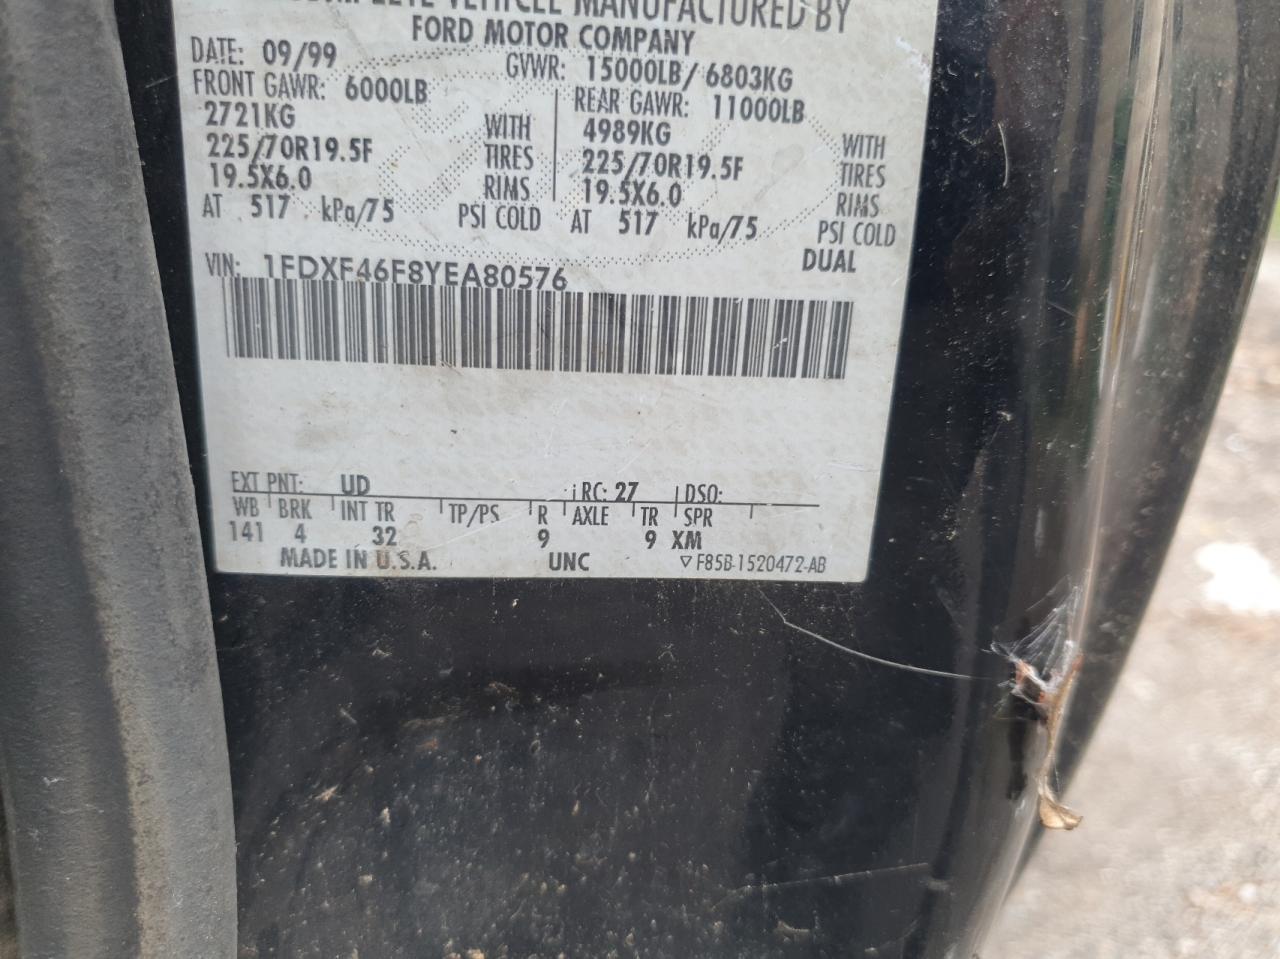 VEHICLE MANUFACTURED BY
FORD MOTOR COMPANY
DATE: 09/99 GVWR: 15000LB/ 6803KG
FRONT GAWR: 6000LB REAR GAWR: 11000LB
2721KG WITH 4989KG WITH
225/70R19.5F TIRES 225/70R19.5F TIRES
19.5X6.0 RIMS 19.5X6.0 RIMS
AT 517 kPa/75 PSI COLD AT 517 kPa/75 PSI COLD
DUAL
VIN: 1FDXF46F8YEA80576
EXT PNT: UD RC: 27 DSO:
WB BRK INT TR TP/PS R AXLE TR SPR
141 4 32 9 9 XM
MADE IN U.S.A. UNC ▽F85B-1520472-AB